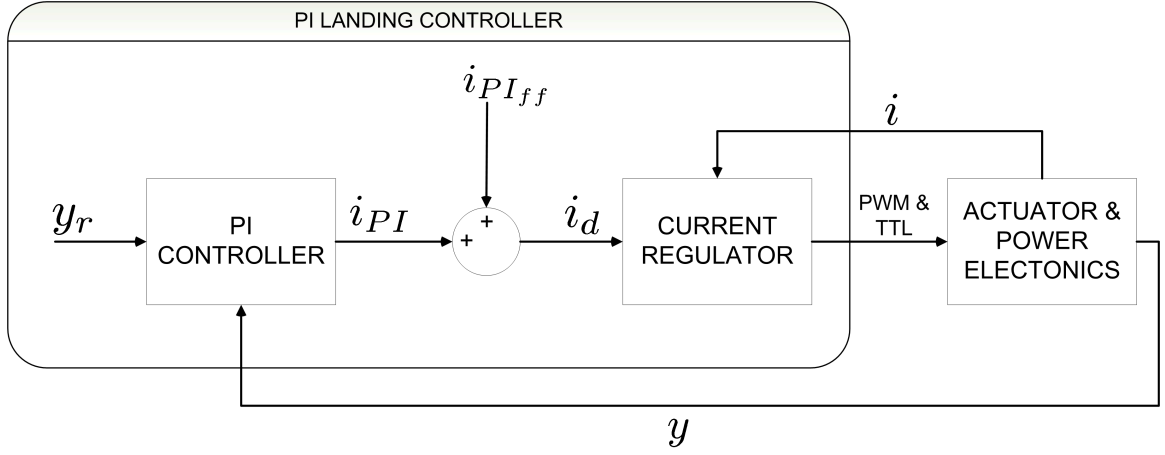 PI LANDING CONTROLLER
i_{PI_{ff}}
i
y_r
PI
CONTROLLER
i_{PI}
+
+
i_d
CURRENT
REGULATOR
PWM &
TTL
ACTUATOR &
POWER
ELECTONICS
y